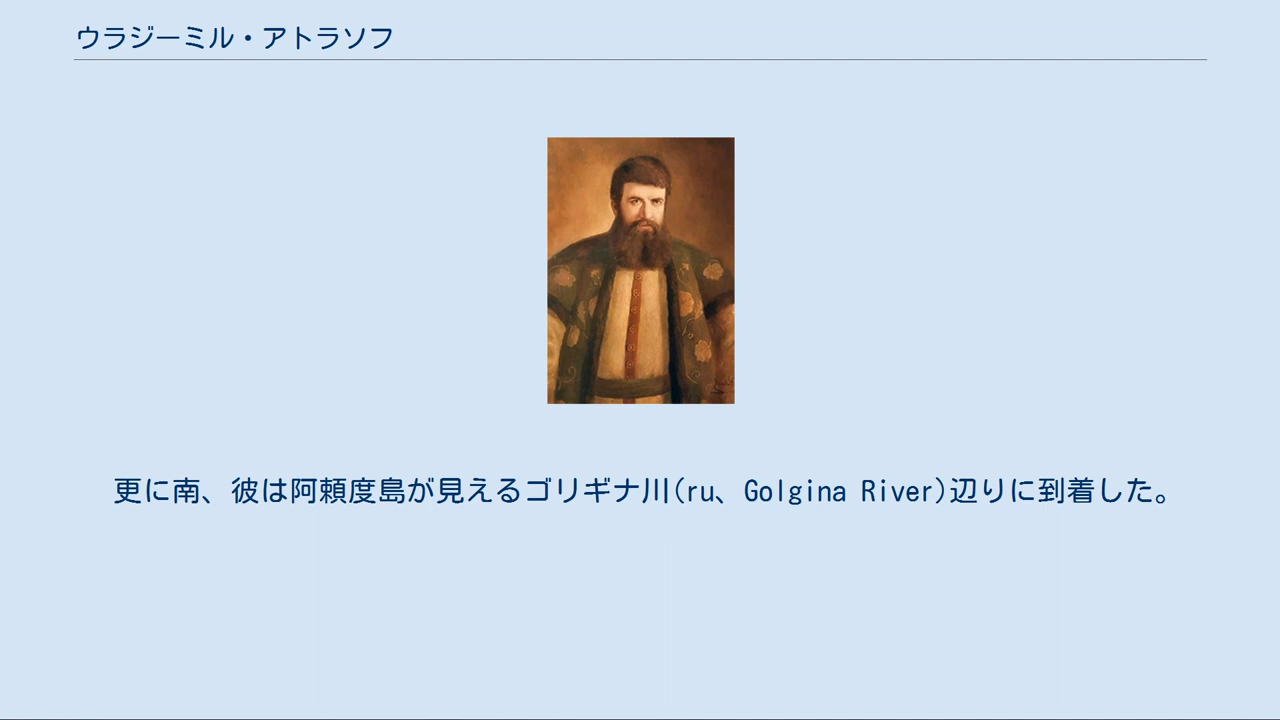 ウラジーミル・アトラソフ
更に南、彼は阿頼度島が見えるゴリギナ川(ru、Golgina River)辺りに到着した。